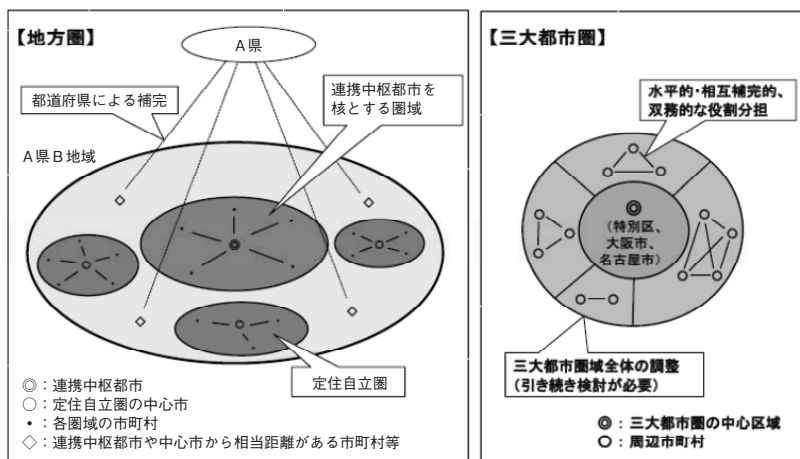 【地方圏】
A県
都道府県による補完
連携中枢都市を
核とする圏域
A県B地域
定住自立圏
◎：連携中枢都市
○：定住自立圏の中心市
・：各圏域の市町村
◇：連携中枢都市や中心市から相当距離がある市町村等
【三大都市圏】
水平的・相互補完的、
双務的な役割分担
(特別区、
大阪市、
名古屋市)
三大都市圏域全体の調整
(引き続き検討が必要)
◎：三大都市圏の中心区域
○：周辺市町村